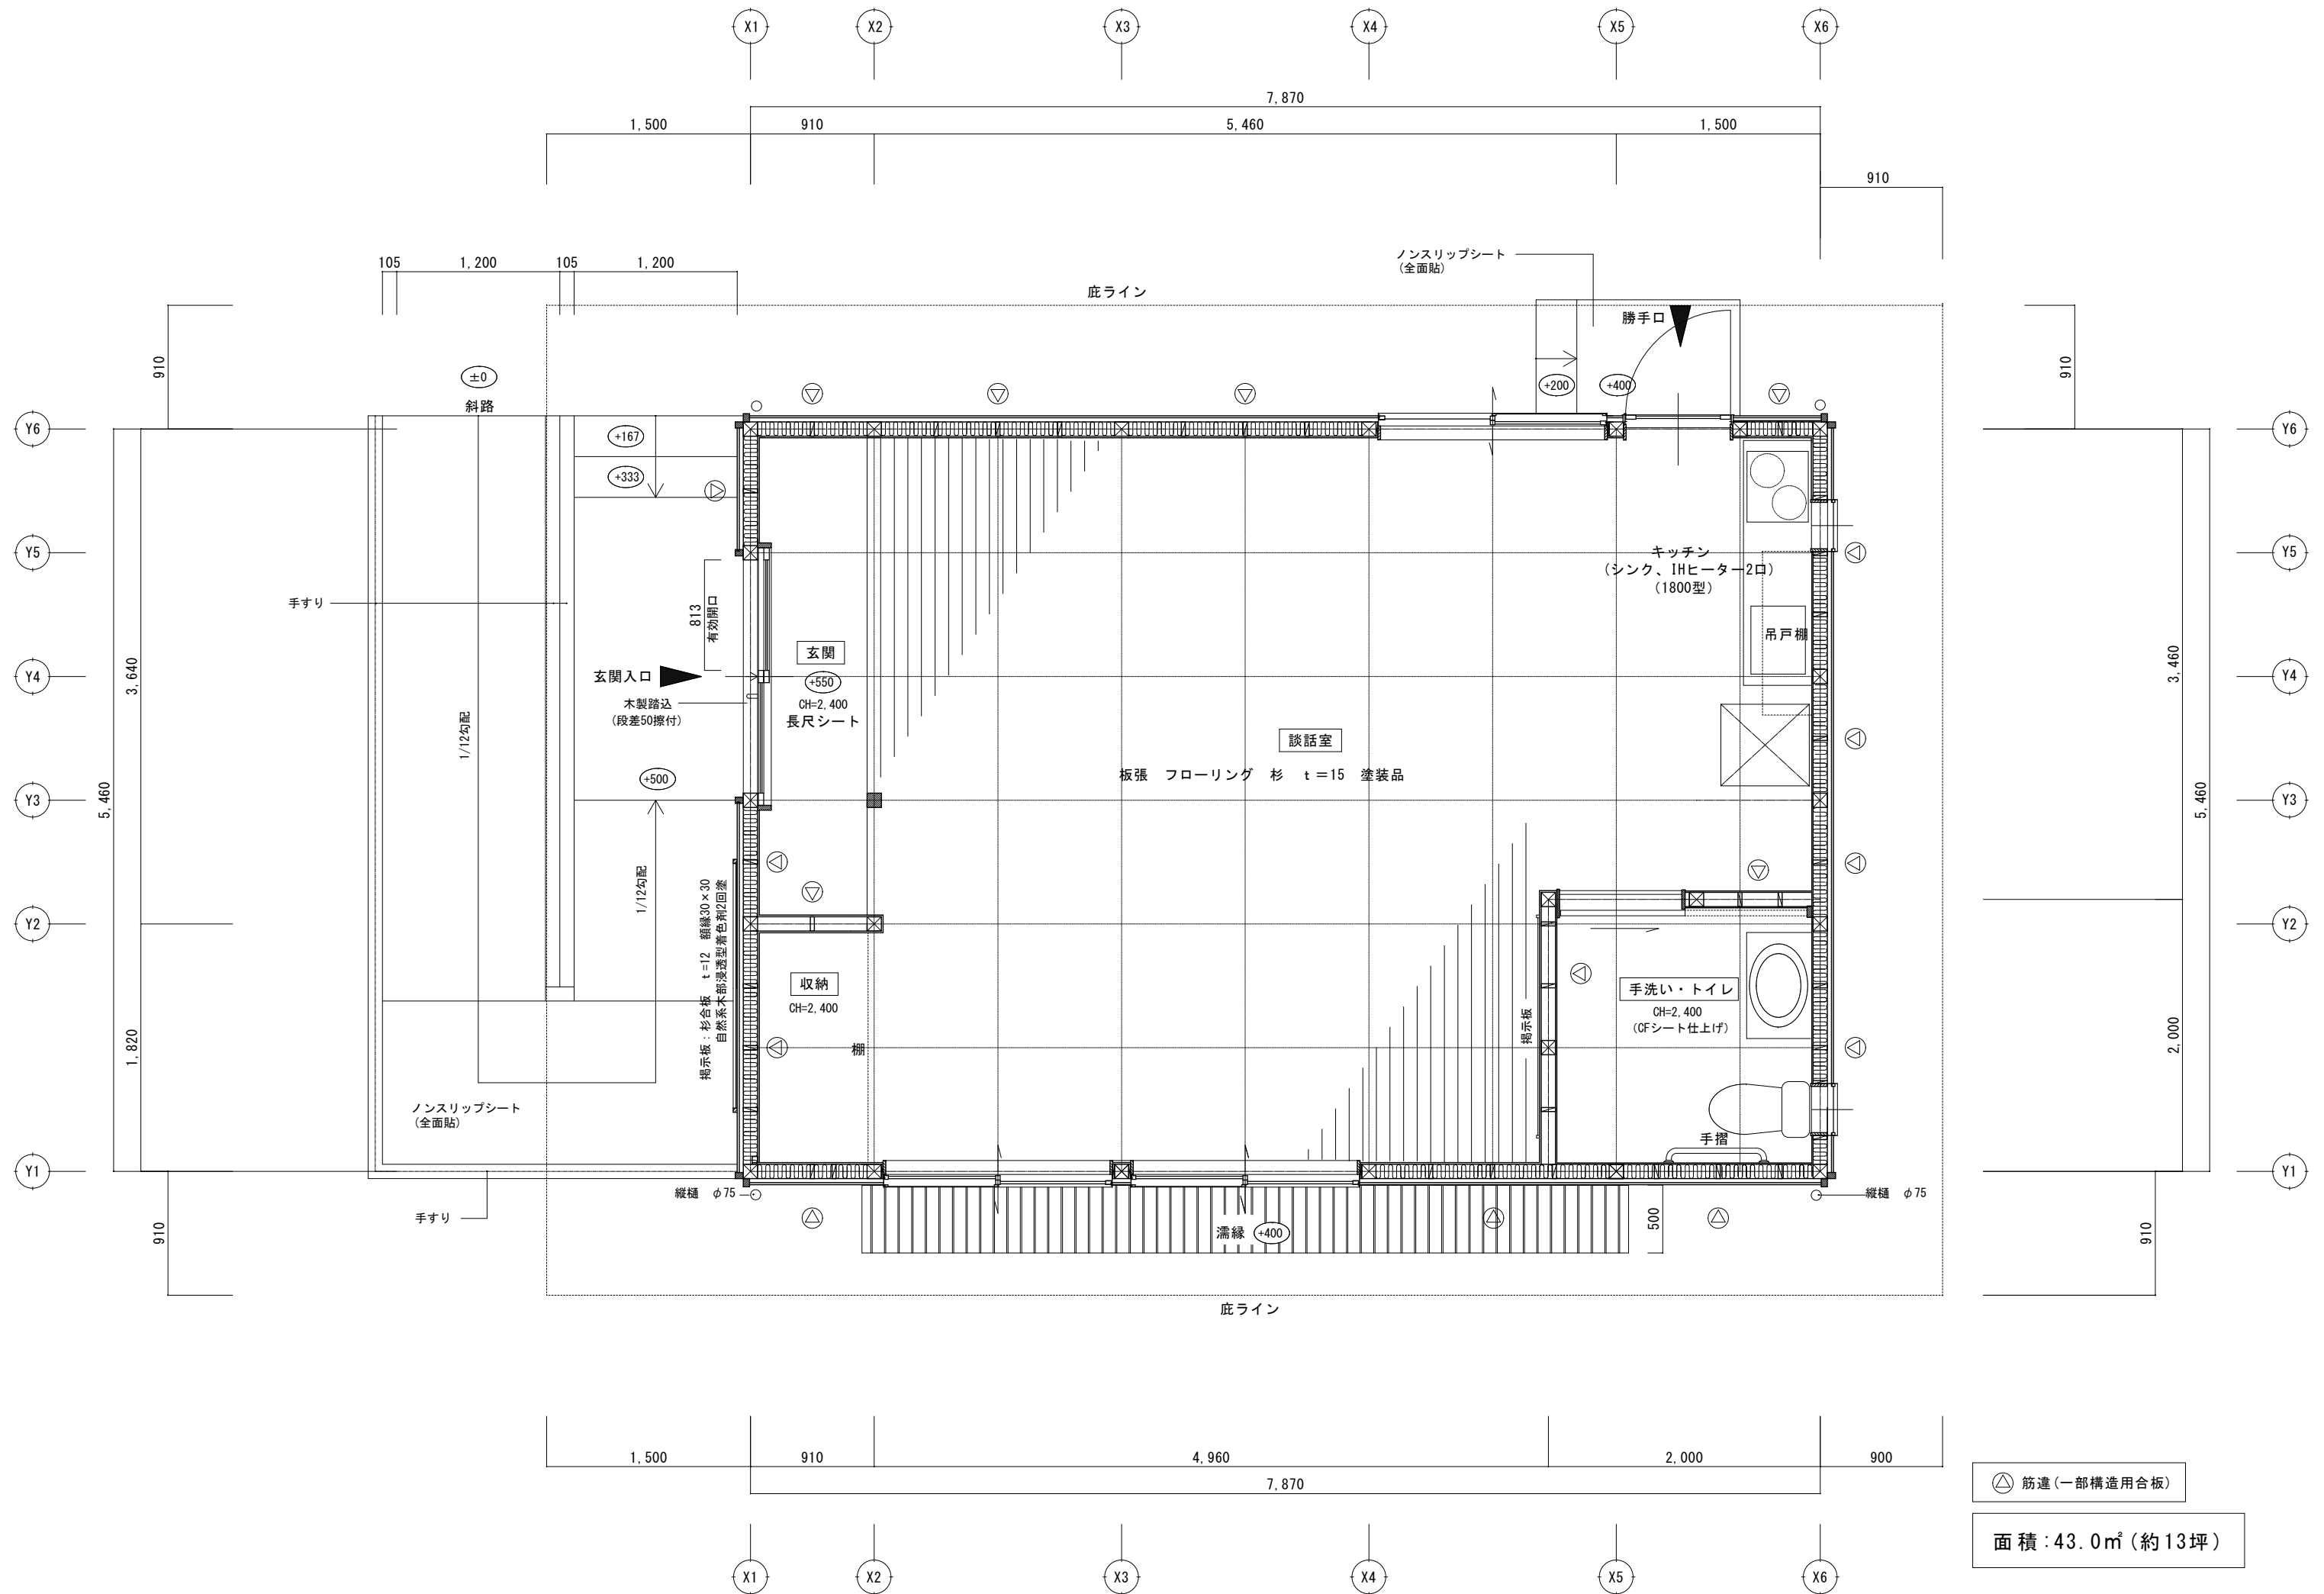 X1 X2 X3 X4 X5 X6
7,870
1,500 910 5,460 1,500
910
105 1,200 105 1,200
ノンスリップシート
(全面貼)
庇ライン
勝手口
910
910
±0
斜路
+200 +400
Y6
+167
Y6
+333
Y5
Y5
キッチン
(シンク、IHヒーター2口)
(1800型)
手すり
813
有効開口
吊戸棚
玄関
3,640
3,460
Y4
玄関入口
+550
Y4
木製踏込
(段差50擦付)
CH=2,400
長尺シート
1/12勾配
談話室
板張 フローリング 杉 t=15 塗装品
+500
Y3
5,460
5,460
Y3
1/12勾配
掲示板:杉合板 t=12 額縁30×30
自然系木部浸透型着色剤2回塗
Y2
Y2
収納
CH=2,400
手洗い・トイレ
CH=2,400
(CFシート仕上げ)
掲示板
棚
1,820
2,000
ノンスリップシート
(全面貼)
手摺
Y1
Y1
縦樋 φ75
縦樋 φ75
手すり
濡縁 +400
500
910
910
庇ライン
1,500 910 4,960 2,000 900
7,870
筋違(一部構造用合板)
面積:43.0㎡(約13坪)
X1 X2 X3 X4 X5 X6